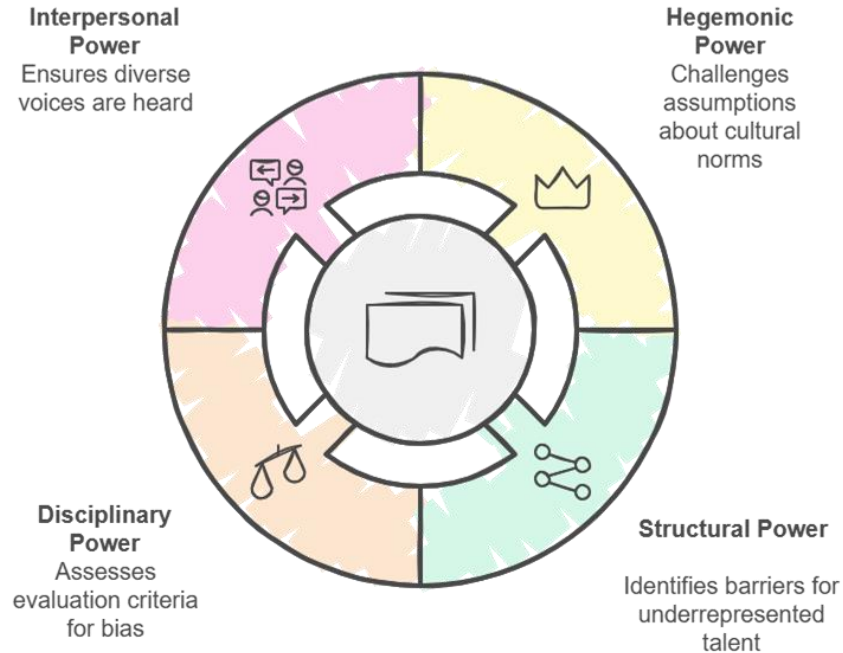 Interpersonal
Power
Ensures diverse
voices are heard
Hegemonic
Power
Challenges
assumptions
about cultural
norms
Disciplinary
Power
Assesses
evaluation criteria
for bias
Structural Power
Identifies barriers for
underrepresented
talent